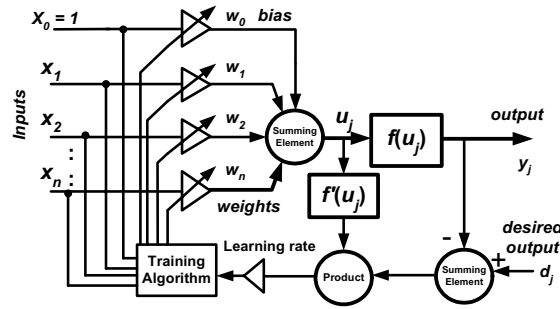 X0 = 1
w0 bias
x1
w1
Inputs
x2
w2
Summing Element
uj
f(uj)
output
yj
xn
wn
weights
f'(uj)
Training Algorithm
Learning rate
Product
-
Summing Element
+
desired output
dj